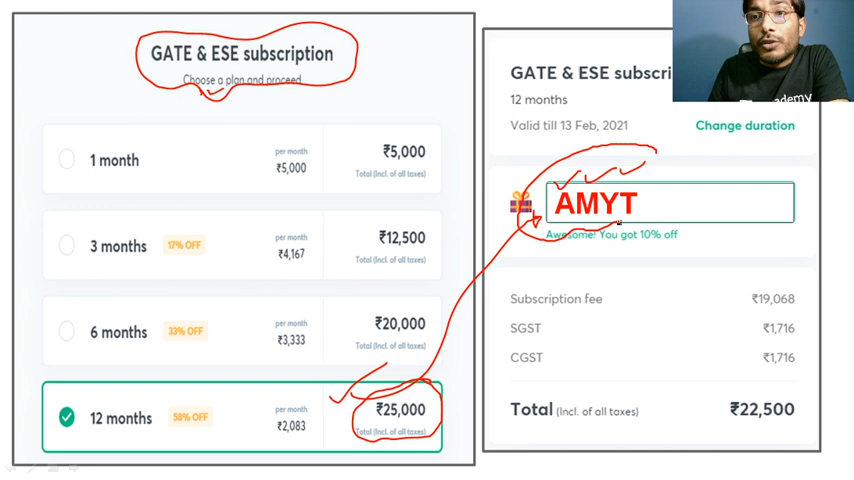 GATE & ESE subscription
Choose a plan and proceed
1 month
per month
₹5,000
₹5,000
Total (Incl. of all taxes)
3 months
17% OFF
per month
₹4,167
₹12,500
Total (Incl. of all taxes)
6 months
33% OFF
per month
₹3,333
₹20,000
Total (Incl. of all taxes)
12 months
58% OFF
per month
₹2,083
₹25,000
Total (Incl. of all taxes)
GATE & ESE subscri
12 months
Valid till 13 Feb, 2021
Change duration
AMYT
Awesome! You got 10% off
Subscription fee ₹19,068
SGST ₹1,716
CGST ₹1,716
Total (Incl. of all taxes) ₹22,500